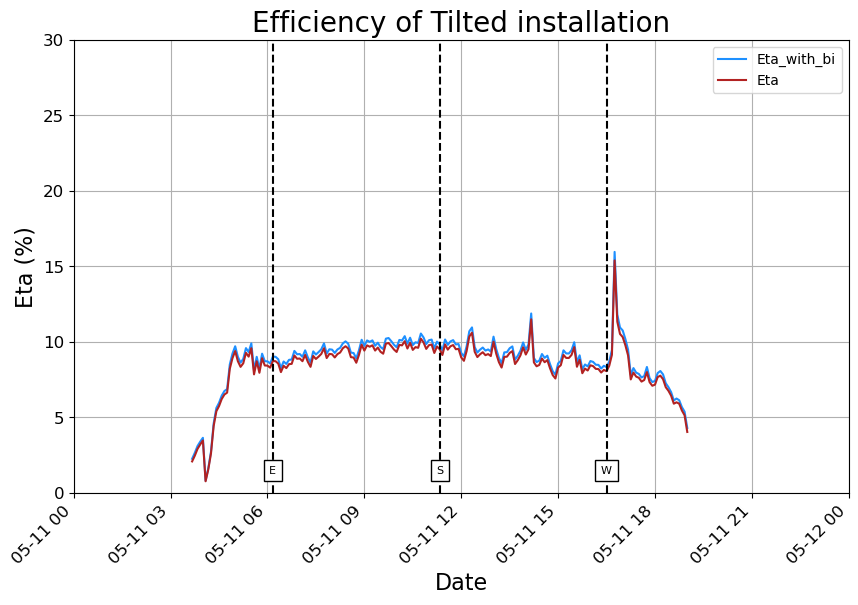 Efficiency of Tilted installation
Eta_with_bi
Eta
Eta (%)
30
25
20
15
10
5
0
E
S
W
05-11 00
05-11 03
05-11 06
05-11 09
05-11 12
05-11 15
05-11 18
05-11 21
05-12 00
Date